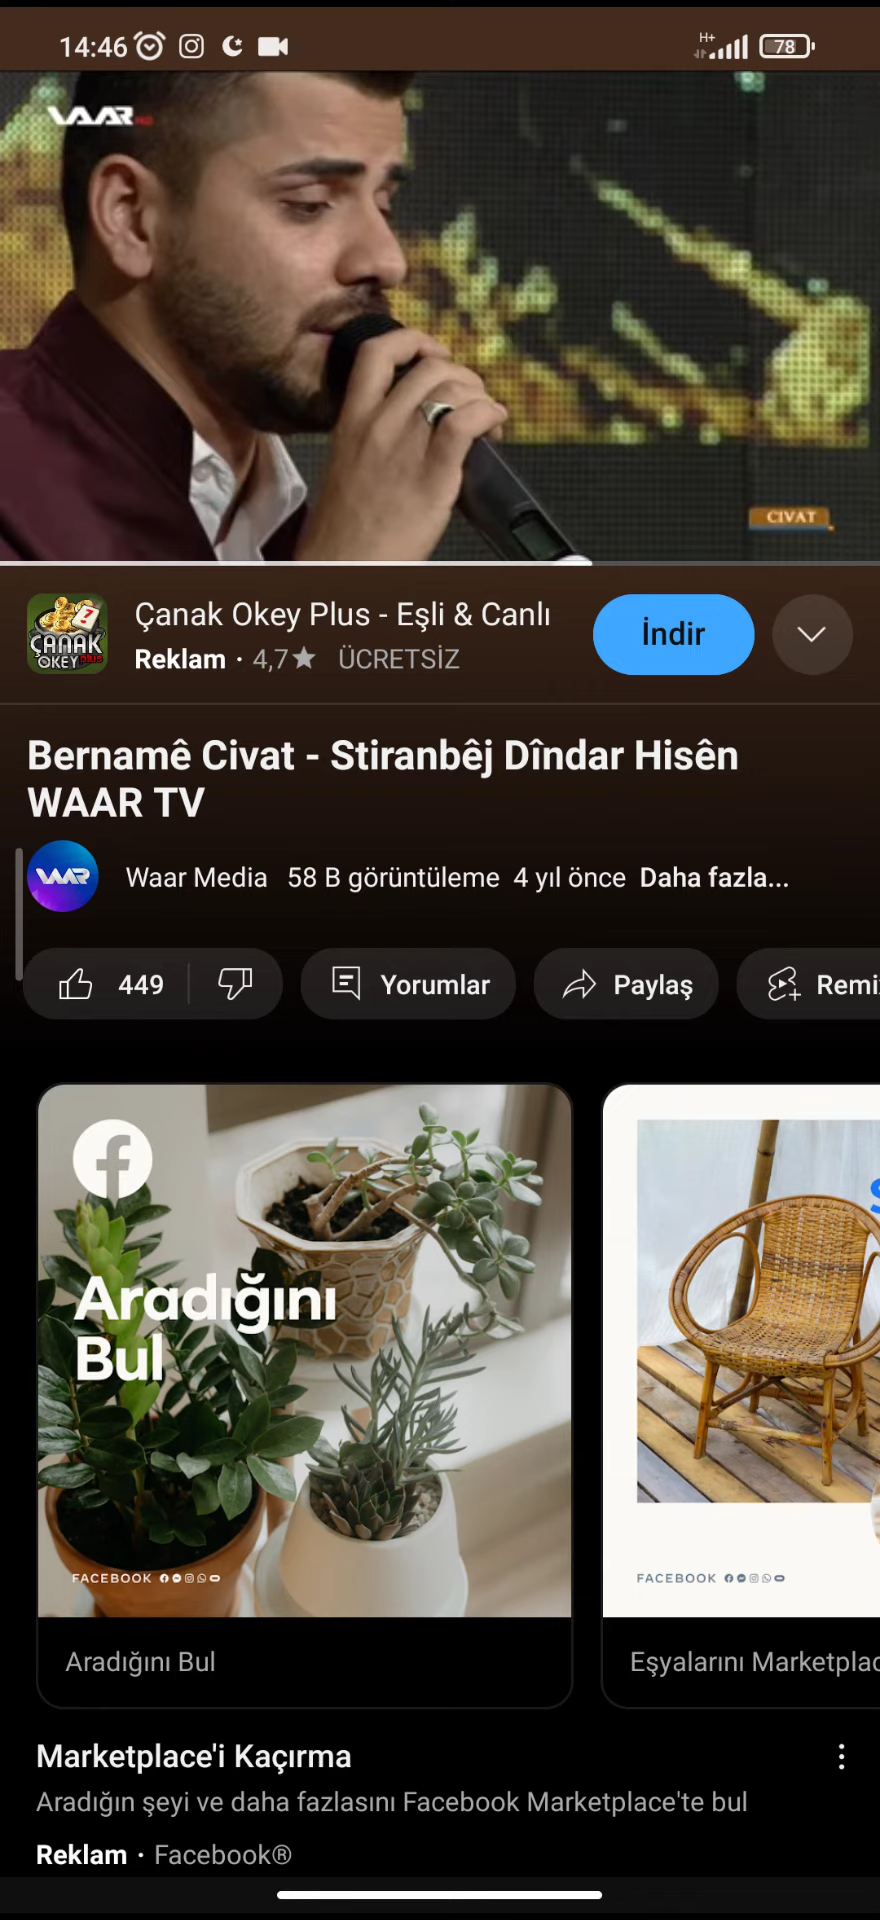 14:46
H+
78
WAAR HD
CIVAT
ÇANAK
OKEY plus
Çanak Okey Plus - Eşli & Canlı
Reklam · 4,7★ ÜCRETSİZ
İndir
Bernamê Civat - Stiranbêj Dîndar Hisên
WAAR TV
WAAR
Waar Media 58 B görüntüleme 4 yıl önce Daha fazla...
449
Yorumlar
Paylaş
Remi
Aradığını
Bul
FACEBOOK
S
FACEBOOK
Aradığını Bul
Eşyalarını Marketplac
Marketplace'i Kaçırma
Aradığın şeyi ve daha fazlasını Facebook Marketplace'te bul
Reklam · Facebook®